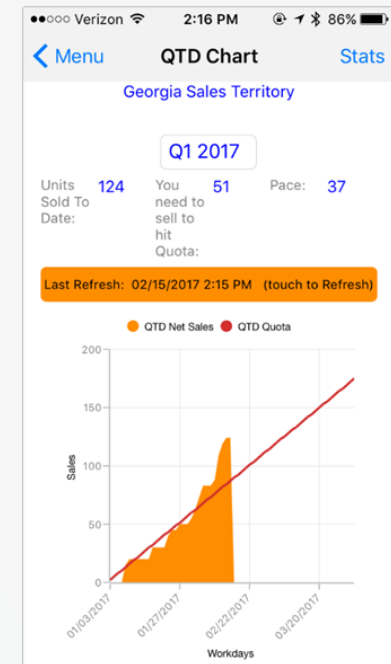 ●●○○○ Verizon 2:16 PM 86%
Menu QTD Chart Stats
Georgia Sales Territory
Q1 2017
Units Sold To Date: 124
You need to sell to hit Quota: 51
Pace: 37
Last Refresh: 02/15/2017 2:15 PM (touch to Refresh)
QTD Net Sales QTD Quota
200
150
100
50
0
Sales
01/03/2017 01/27/2017 02/22/2017 03/20/2017
Workdays